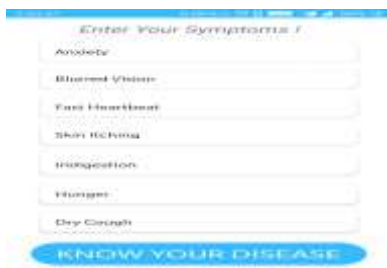 Enter Your Symptoms !
Anxiety
Blurred Vision
Fast Heartbeat
Skin Itching
Indigestion
Hunger
Dry Cough
KNOW YOUR DISEASE